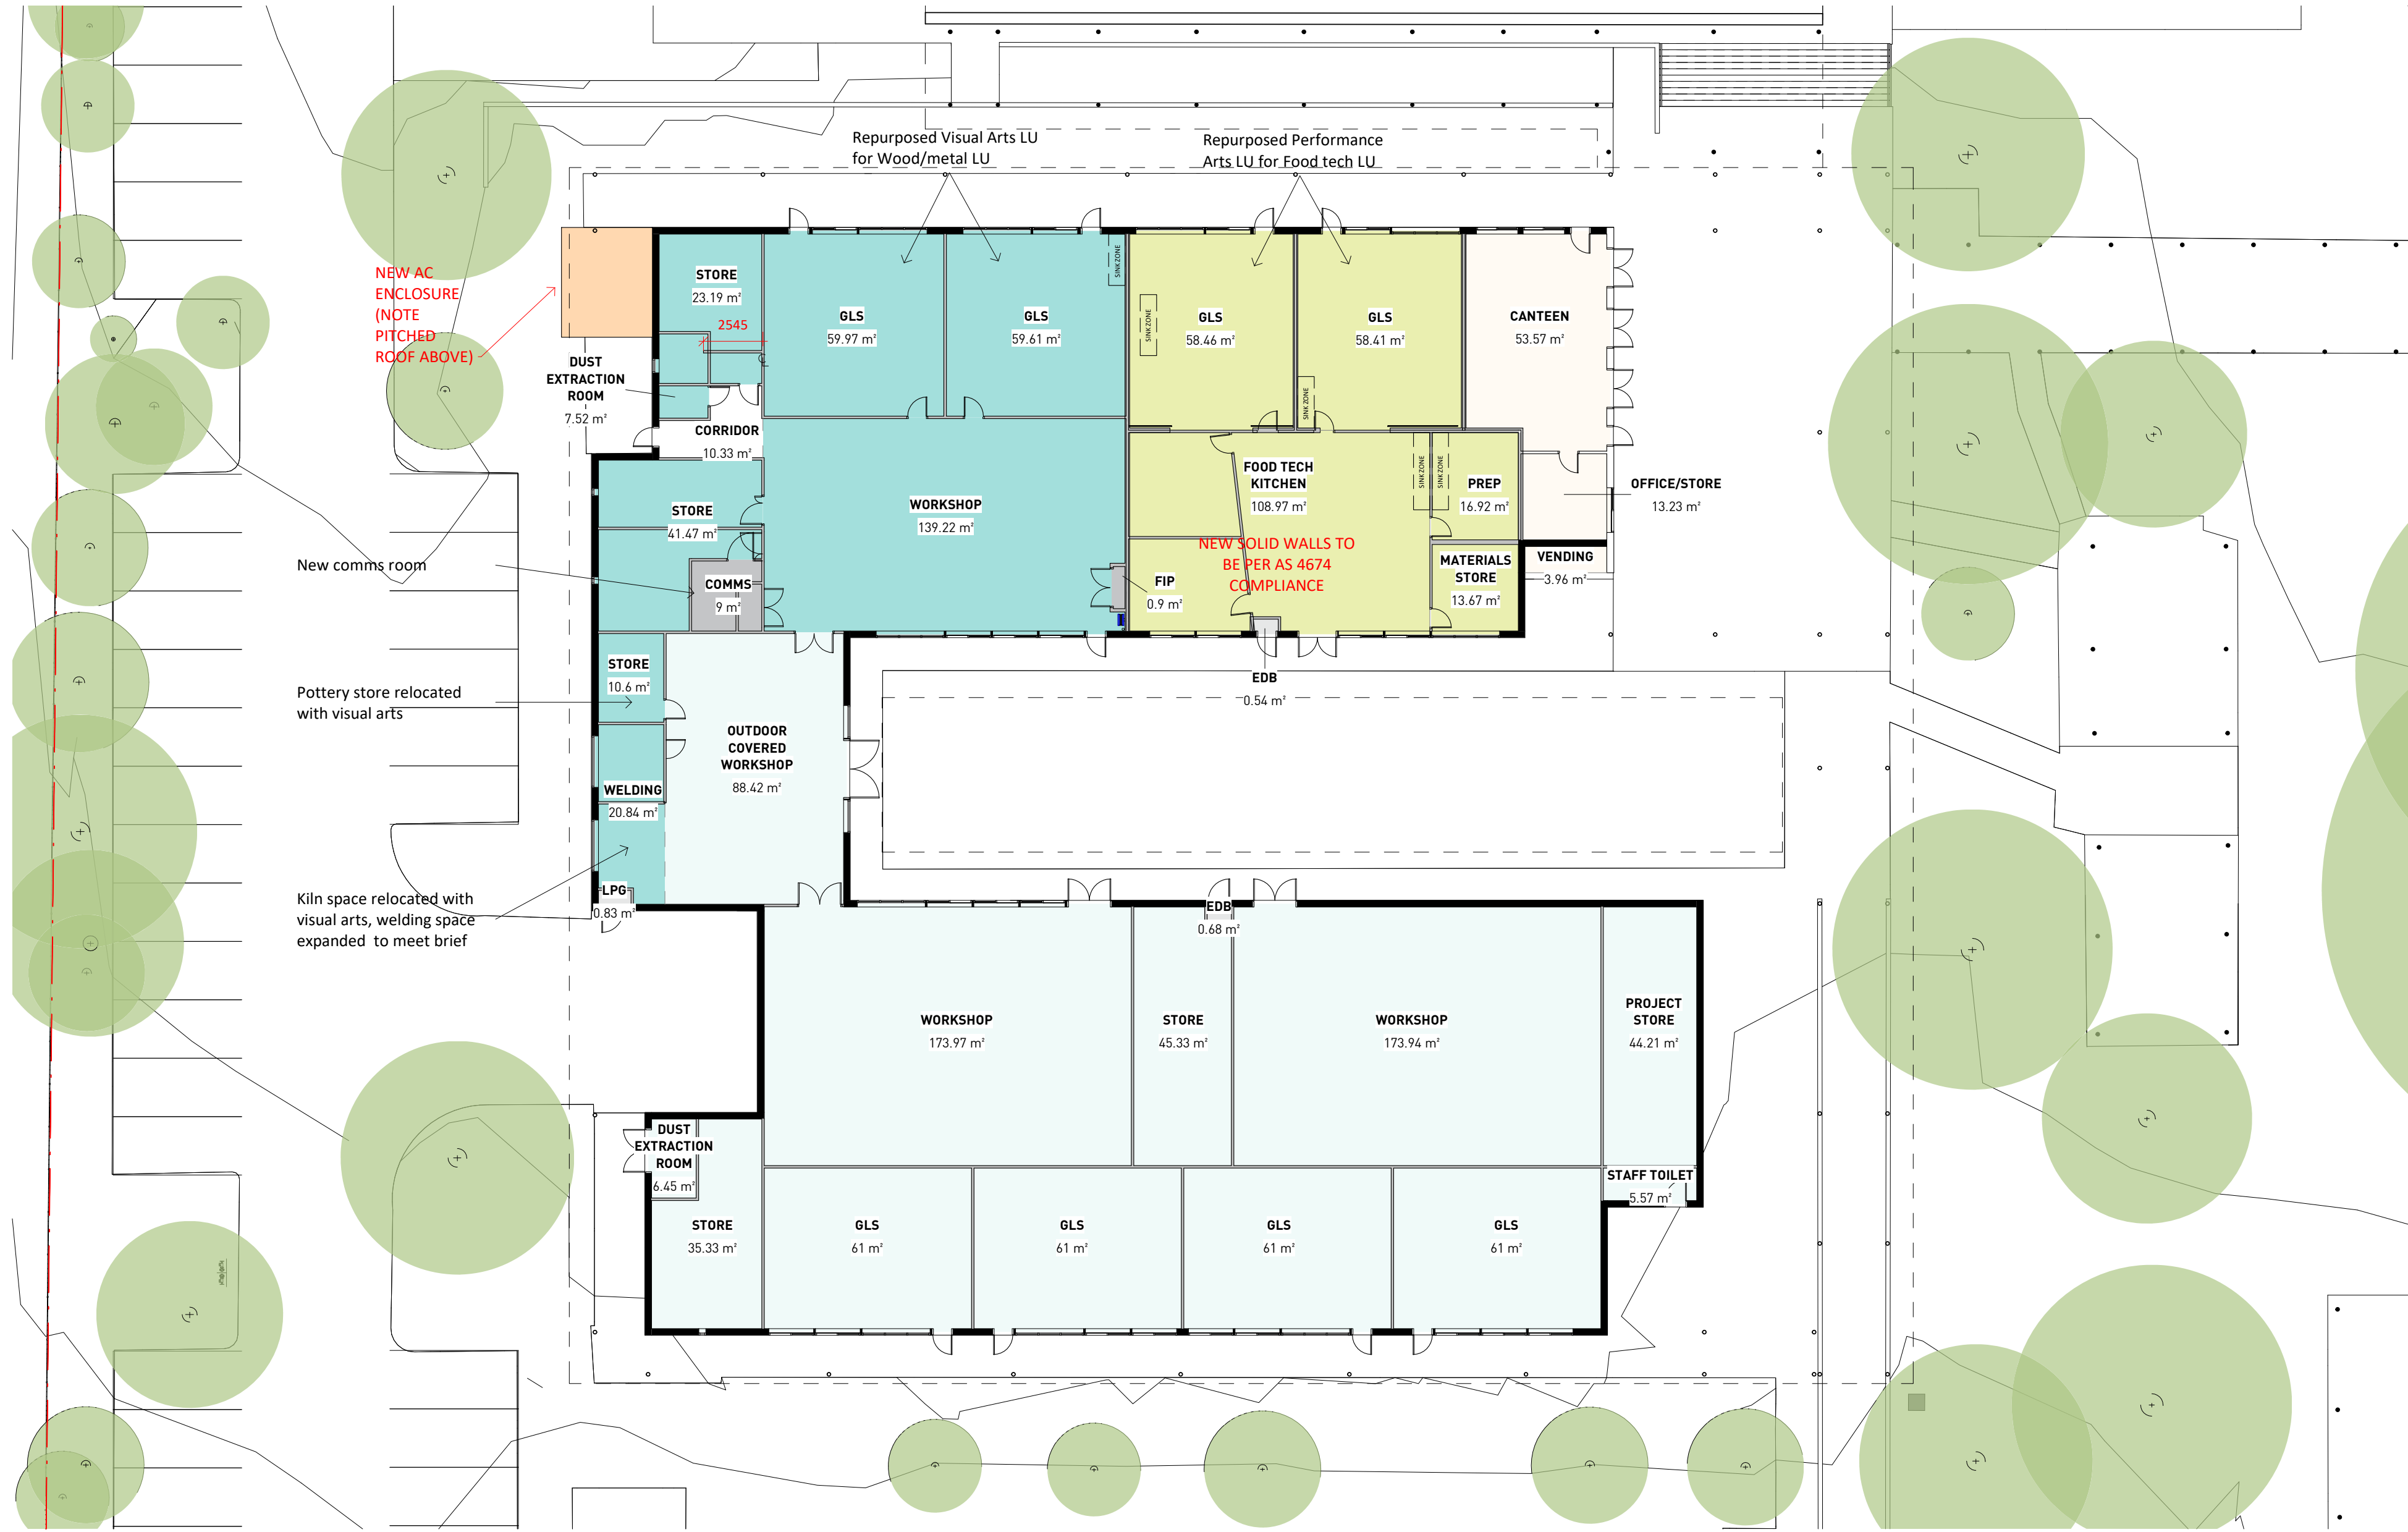 Repurposed Visual Arts LU
for Wood/metal LU
Repurposed Performance
Arts LU for Food tech LU
NEW AC
ENCLOSURE
(NOTE
PITCHED
ROOF ABOVE)
STORE
23.19 m²
2545
GLS
59.97 m²
GLS
59.61 m²
SINK ZONE
GLS
58.46 m²
SINK ZONE
GLS
58.41 m²
SINK ZONE
CANTEEN
53.57 m²
DUST
EXTRACTION
ROOM
7.52 m²
CORRIDOR
10.33 m²
STORE
41.47 m²
WORKSHOP
139.22 m²
FOOD TECH
KITCHEN
108.97 m²
SINK ZONE
SINK ZONE
PREP
16.92 m²
OFFICE/STORE
13.23 m²
NEW SOLID WALLS TO
BE PER AS 4674
COMPLIANCE
New comms room
COMMS
9 m²
FIP
0.9 m²
MATERIALS
STORE
13.67 m²
VENDING
3.96 m²
STORE
10.6 m²
Pottery store relocated
with visual arts
EDB
0.54 m²
OUTDOOR
COVERED
WORKSHOP
88.42 m²
WELDING
20.84 m²
Kiln space relocated with
visual arts, welding space
expanded to meet brief
LPG
0.83 m²
EDB
0.68 m²
WORKSHOP
173.97 m²
STORE
45.33 m²
WORKSHOP
173.94 m²
PROJECT
STORE
44.21 m²
DUST
EXTRACTION
ROOM
6.45 m²
STAFF TOILET
5.57 m²
STORE
35.33 m²
GLS
61 m²
GLS
61 m²
GLS
61 m²
GLS
61 m²